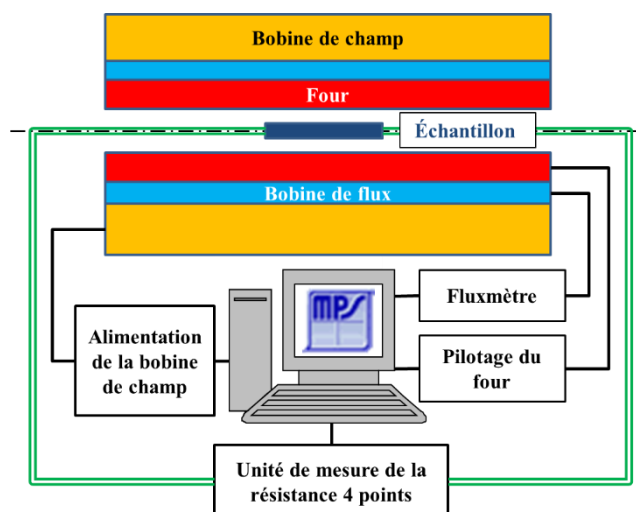 Bobine de champ
Four
Échantillon
Bobine de flux
MPS
Fluxmètre
Alimentation
de la bobine
de champ
Pilotage du
four
Unité de mesure de la
résistance 4 points